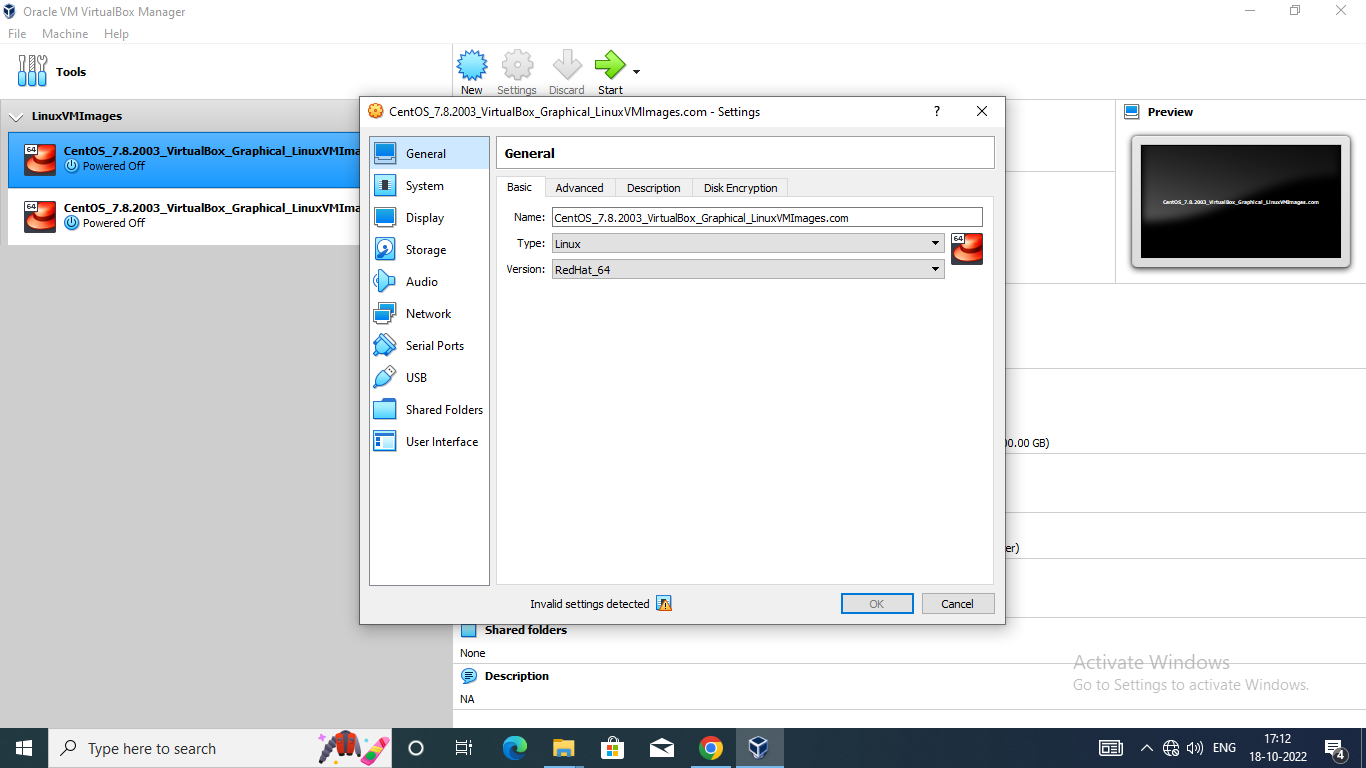 Oracle VM VirtualBox Manager
File Machine Help
Tools
New Settings Discard Start
LinuxVMImages
64
CentOS_7.8.2003_VirtualBox_Graphical_LinuxVMIma
Powered Off
64
CentOS_7.8.2003_VirtualBox_Graphical_LinuxVMIma
Powered Off
CentOS_7.8.2003_VirtualBox_Graphical_LinuxVMImages.com - Settings
?
General
System
Display
Storage
Audio
Network
Serial Ports
USB
Shared Folders
User Interface
General
Basic Advanced Description Disk Encryption
Name: CentOS_7.8.2003_VirtualBox_Graphical_LinuxVMImages.com
Type: Linux
64
Version: RedHat_64
Invalid settings detected
OK Cancel
Preview
CentOS_7.8.2003_VirtualBox_Graphical_LinuxVMImages.com
00.00 GB)
er)
Shared folders
None
Description
NA
Activate Windows
Go to Settings to activate Windows.
Type here to search
ENG
17:12
18-10-2022
4